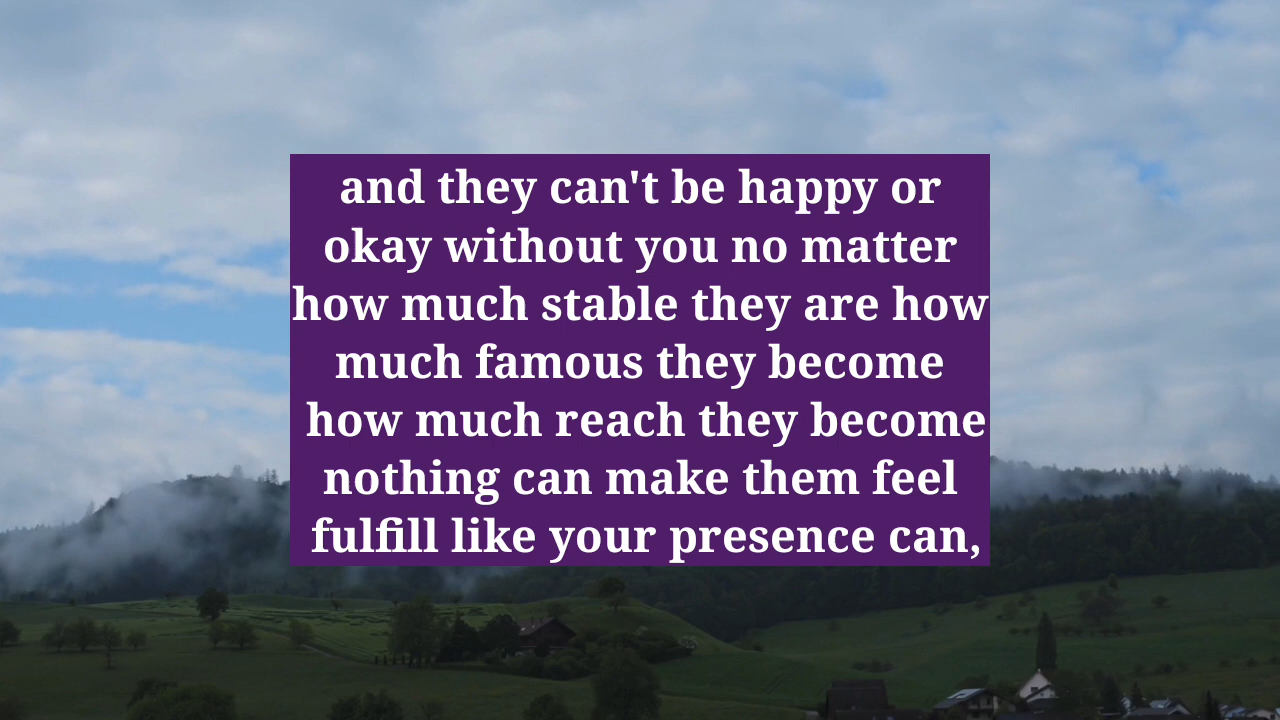 and they can't be happy or
okay without you no matter
how much stable they are how
much famous they become
how much reach they become
nothing can make them feel
fulfill like your presence can,